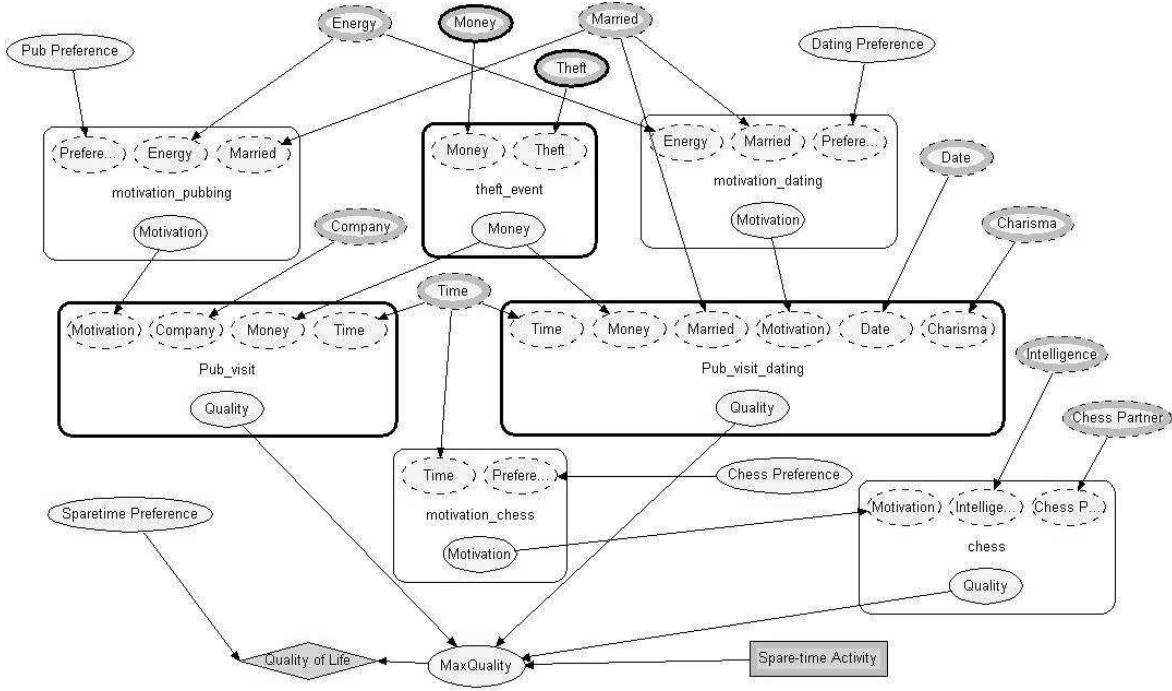 Energy
Money
Married
Pub Preference
Dating Preference
Theft
Prefere...
Energy
Married
motivation_pubbing
Motivation
Money
Theft
theft_event
Money
Energy
Married
Prefere...
motivation_dating
Motivation
Date
Company
Charisma
Time
Motivation
Company
Money
Time
Pub_visit
Quality
Time
Money
Married
Motivation
Date
Charisma
Pub_visit_dating
Quality
Intelligence
Chess Partner
Time
Prefere...
motivation_chess
Motivation
Chess Preference
Sparetime Preference
Motivation
Intellige...
Chess P...
chess
Quality
Quality of Life
MaxQuality
Spare-time Activity